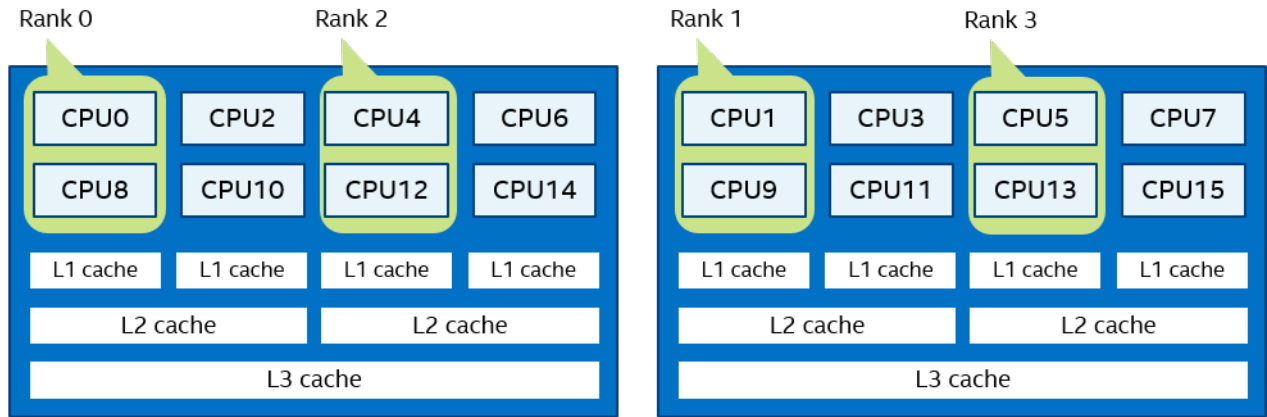 Rank 0 Rank 2 Rank 1 Rank 3
CPU0 CPU2 CPU4 CPU6 CPU1 CPU3 CPU5 CPU7
CPU8 CPU10 CPU12 CPU14 CPU9 CPU11 CPU13 CPU15
L1 cache L1 cache L1 cache L1 cache L1 cache L1 cache L1 cache L1 cache
L2 cache L2 cache L2 cache L2 cache
L3 cache L3 cache